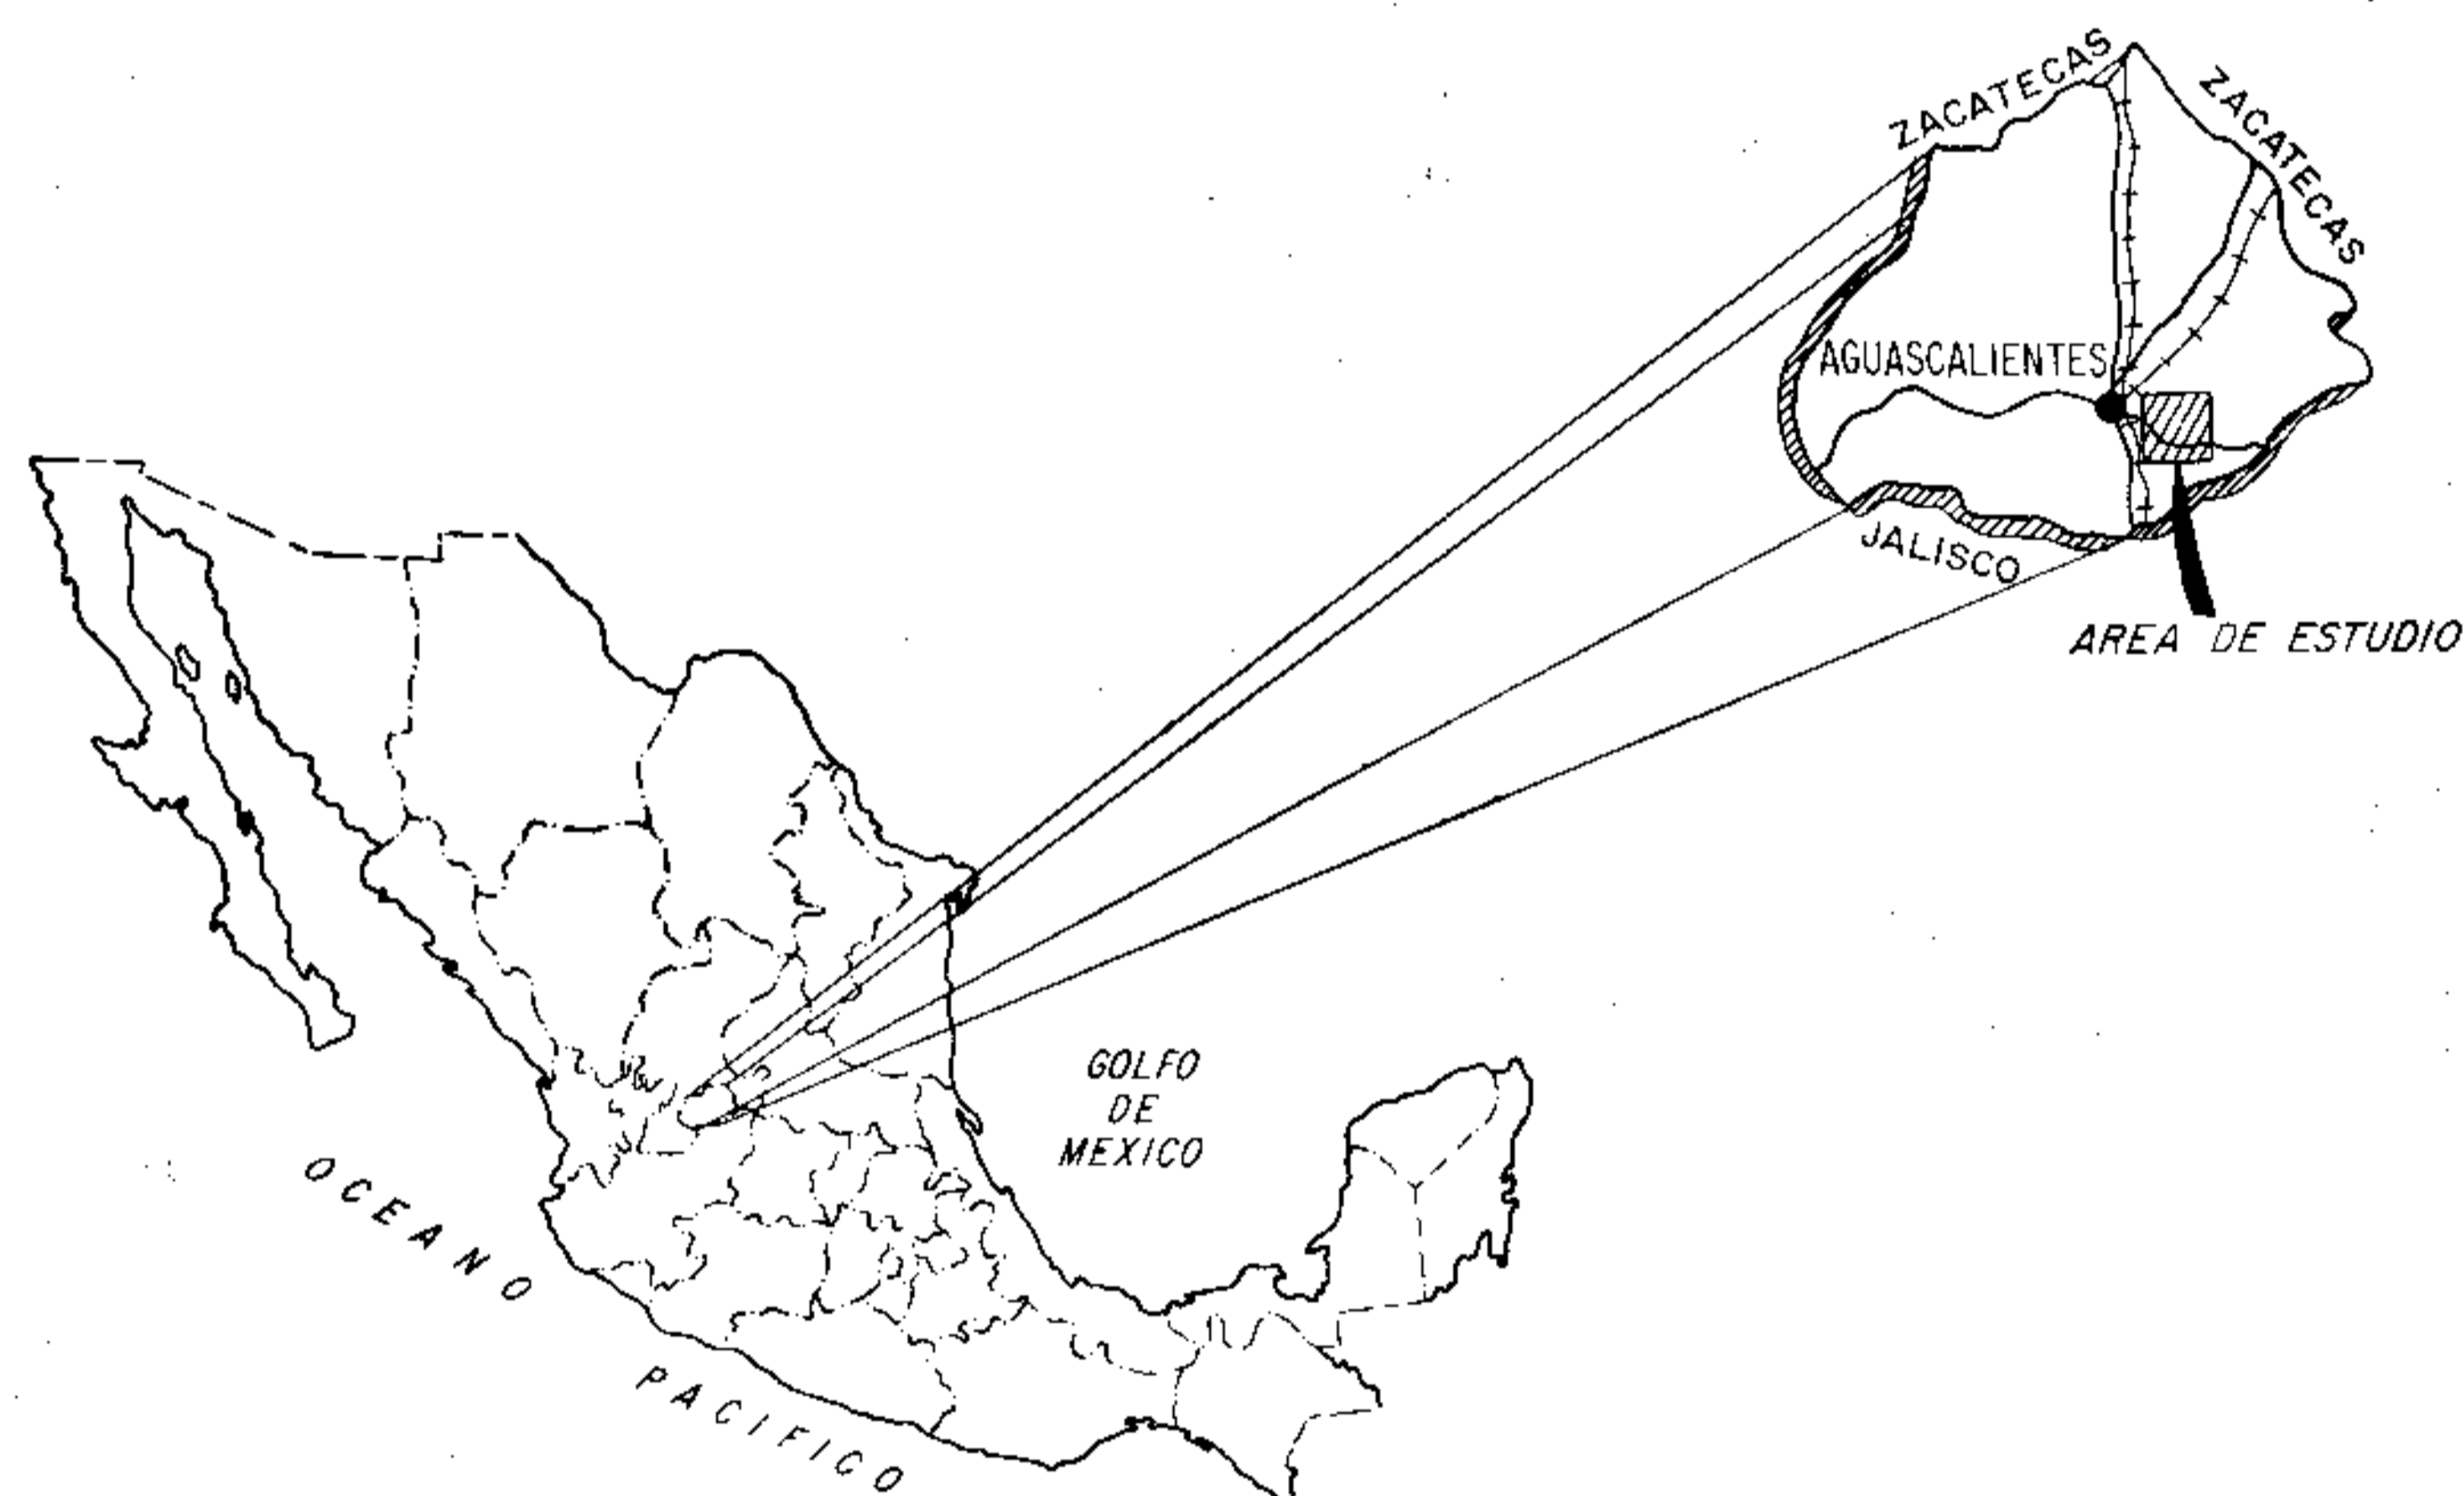 ZACATECAS
ZACATECAS
AGUASCALIENTES
JALISCO
AREA DE ESTUDIO
GOLFO
DE
MEXICO
OCEANO
PACIFICO